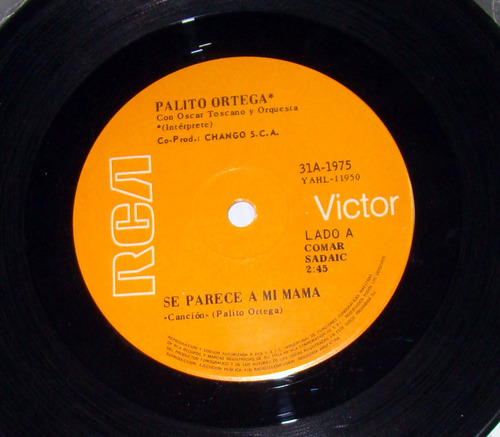 PALITO ORTEGA*
Con Oscar Toscano y Orquesta
*(Intérprete)
Co-Prod.: CHANGO S.C.A.
31A-1975
YAHL-11950
RCA
Victor
LADO A
COMAR
SADAIC
2:45
SE PARECE A MI MAMA
-Canción- (Palito Ortega)